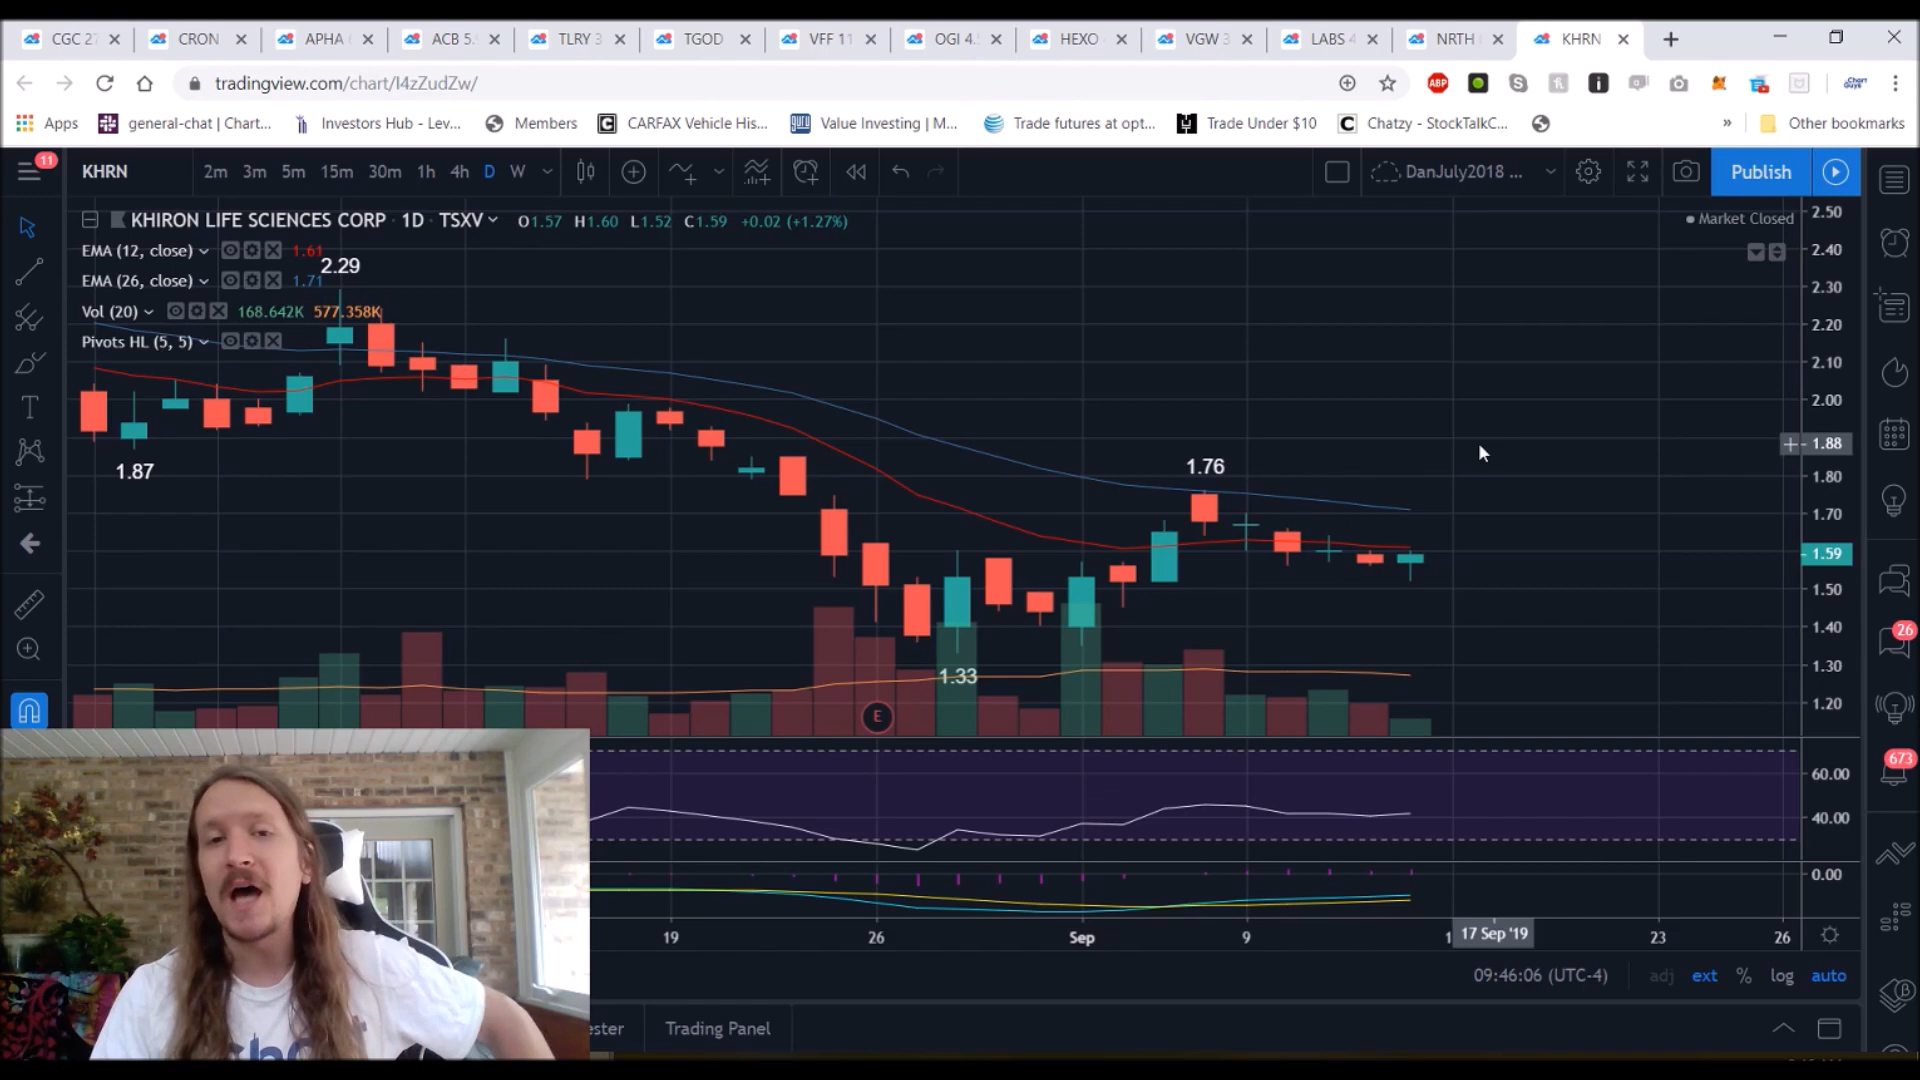 CGC 27
CRON
APHA
ACB 5.
TLRY 3
TGOD
VFF 11
OGI 4.
HEXO
VGW 3
LABS 4
NRTH
KHRN
tradingview.com/chart/I4zZudZw/
ABP
Apps
general-chat | Chart...
Investors Hub - Lev...
Members
CARFAX Vehicle His...
Value Investing | M...
Trade futures at opt...
Trade Under $10
Chatzy - StockTalkC...
»
Other bookmarks
11
KHRN
2m 3m 5m 15m 30m 1h 4h D W
DanJuly2018 ...
Publish
KHIRON LIFE SCIENCES CORP · 1D · TSXV
O1.57 H1.60 L1.52 C1.59 +0.02 (+1.27%)
Market Closed
EMA (12, close) 1.61
EMA (26, close) 1.71
Vol (20) 168.642K 577.358K
Pivots HL (5, 5)
2.29
1.87
1.76
1.33
E
2.50
2.40
2.30
2.20
2.10
2.00
1.88
1.80
1.70
1.59
1.50
1.40
1.30
1.20
60.00
40.00
0.00
26
673
19 26 Sep 9 17 Sep '19 23 26
09:46:06 (UTC-4) adj ext % log auto
ester
Trading Panel